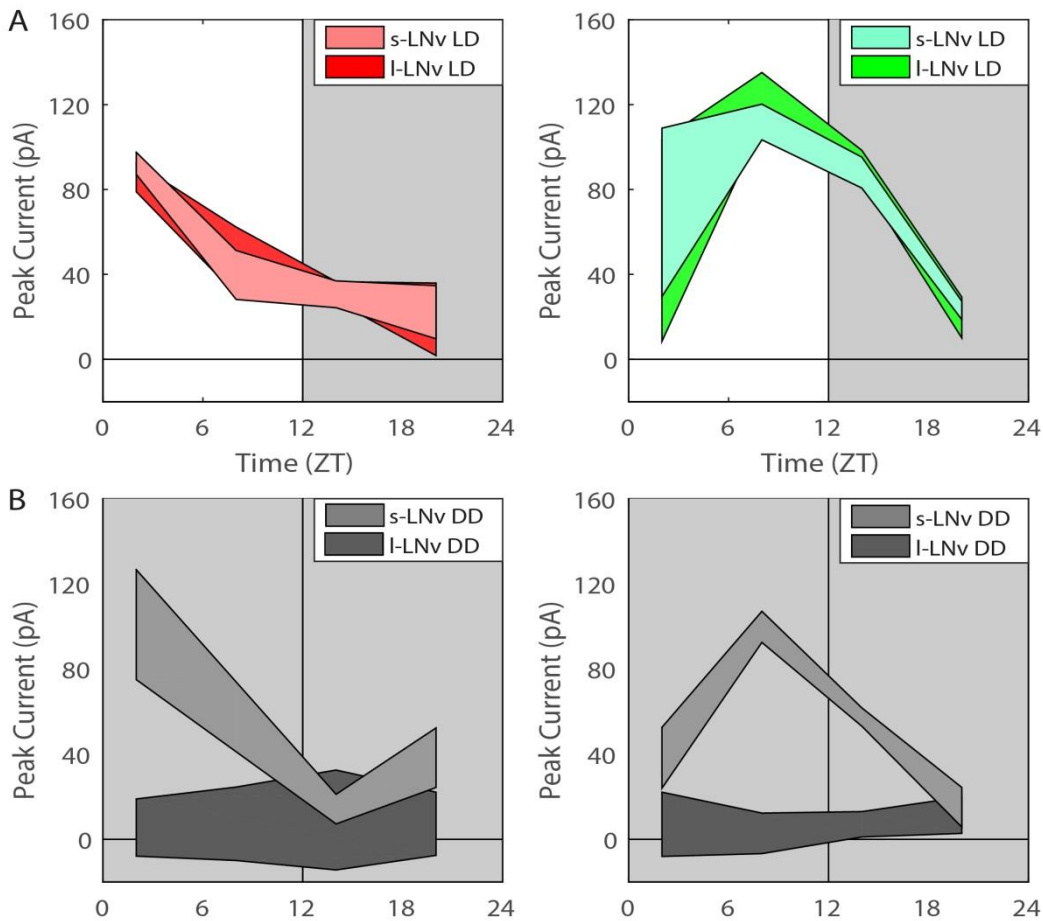 A
160
120
80
40
0
Peak Current (pA)
s-LNv LD
l-LNv LD
0 6 12 18 24
Time (ZT)
160
120
80
40
0
Peak Current (pA)
s-LNv LD
l-LNv LD
0 6 12 18 24
Time (ZT)
B
160
120
80
40
0
Peak Current (pA)
s-LNv DD
l-LNv DD
0 6 12 18 24
160
120
80
40
0
Peak Current (pA)
s-LNv DD
l-LNv DD
0 6 12 18 24